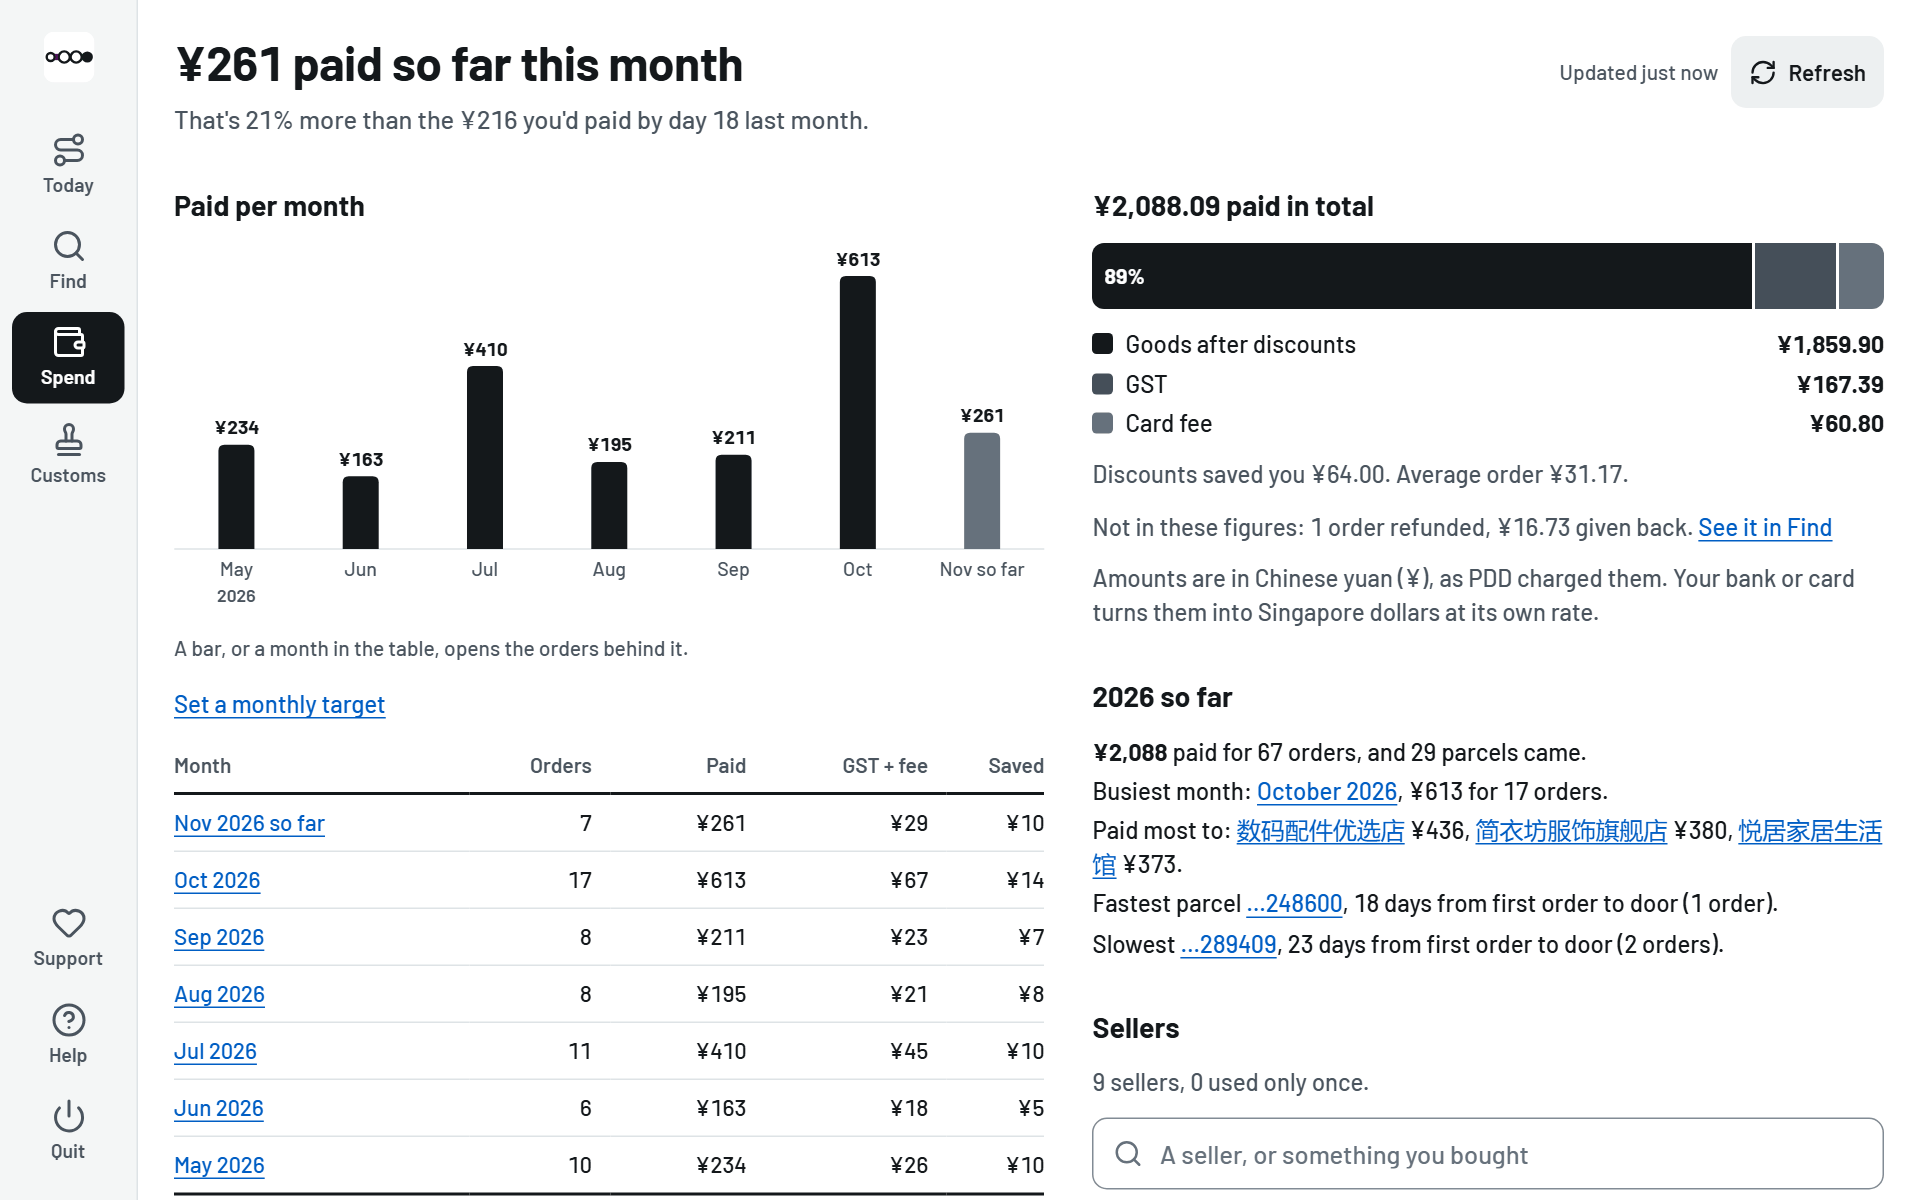 Today
Find
Spend
Customs
Support
Help
Quit
¥261 paid so far this month
That's 21% more than the ¥216 you'd paid by day 18 last month.
Updated just now
Refresh
Paid per month
¥234
¥163
¥410
¥195
¥211
¥613
¥261
May
2026
Jun
Jul
Aug
Sep
Oct
Nov so far
A bar, or a month in the table, opens the orders behind it.
Set a monthly target
Month Orders Paid GST + fee Saved
Nov 2026 so far 7 ¥261 ¥29 ¥10
Oct 2026 17 ¥613 ¥67 ¥14
Sep 2026 8 ¥211 ¥23 ¥7
Aug 2026 8 ¥195 ¥21 ¥8
Jul 2026 11 ¥410 ¥45 ¥10
Jun 2026 6 ¥163 ¥18 ¥5
May 2026 10 ¥234 ¥26 ¥10
¥2,088.09 paid in total
89%
Goods after discounts ¥1,859.90
GST ¥167.39
Card fee ¥60.80
Discounts saved you ¥64.00. Average order ¥31.17.
Not in these figures: 1 order refunded, ¥16.73 given back. See it in Find
Amounts are in Chinese yuan (¥), as PDD charged them. Your bank or card
turns them into Singapore dollars at its own rate.
2026 so far
¥2,088 paid for 67 orders, and 29 parcels came.
Busiest month: October 2026, ¥613 for 17 orders.
Paid most to: 数码配件优选店 ¥436, 简衣坊服饰旗舰店 ¥380, 悦居家居生活
馆 ¥373.
Fastest parcel …248600, 18 days from first order to door (1 order).
Slowest …289409, 23 days from first order to door (2 orders).
Sellers
9 sellers, 0 used only once.
A seller, or something you bought